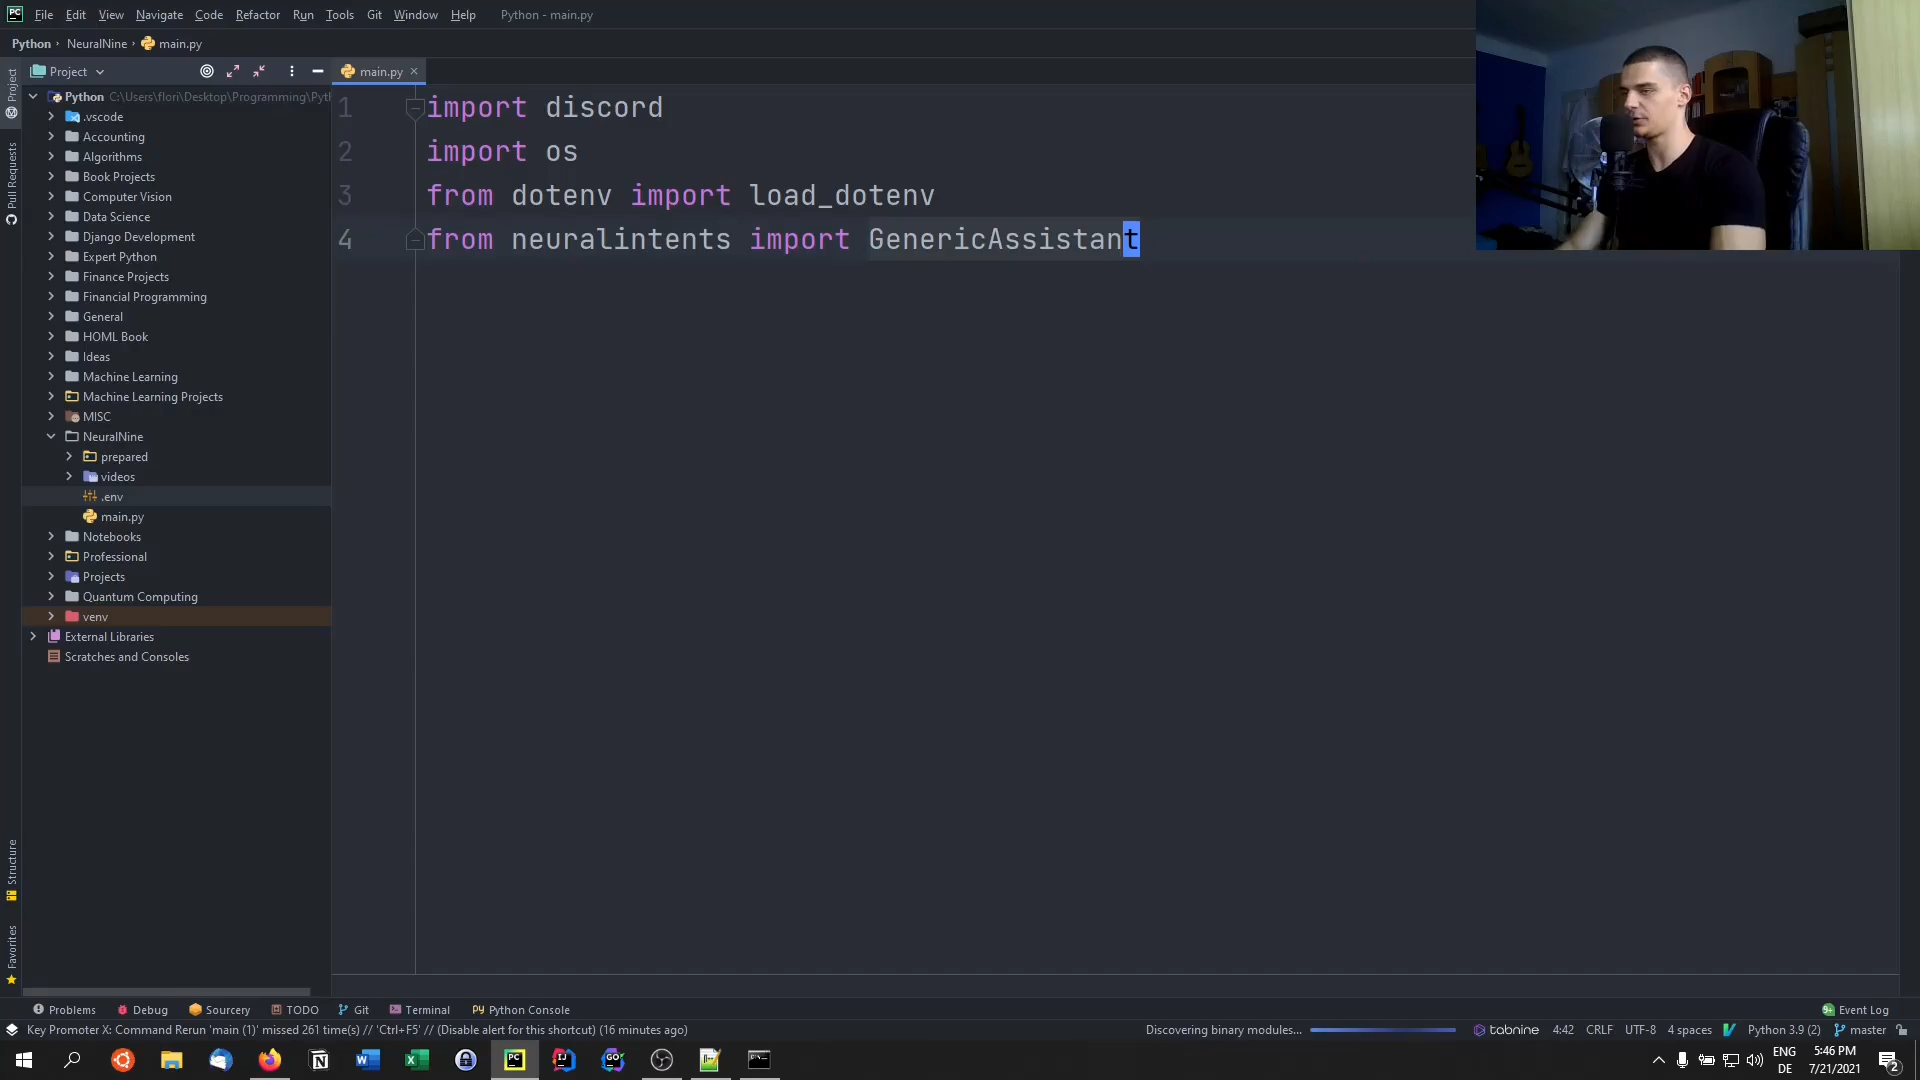 File Edit View Navigate Code Refactor Run Tools Git Window Help Python - main.py
Python › NeuralNine › main.py
Project
main.py
Python C:\Users\flori\Desktop\Programming\Pyth
.vscode
Accounting
Algorithms
Book Projects
Computer Vision
Data Science
Django Development
Expert Python
Finance Projects
Financial Programming
General
HOML Book
Ideas
Machine Learning
Machine Learning Projects
MISC
NeuralNine
prepared
videos
.env
main.py
Notebooks
Professional
Projects
Quantum Computing
venv
External Libraries
Scratches and Consoles
Project
Pull Requests
Structure
Favorites
1 import discord
2 import os
3 from dotenv import load_dotenv
4 from neuralintents import GenericAssistant
Problems Debug Sourcery TODO Git Terminal Python Console Event Log
Key Promoter X: Command Rerun 'main (1)' missed 261 time(s) // 'Ctrl+F5' // (Disable alert for this shortcut) (16 minutes ago) Discovering binary modules... tabnine 4:42 CRLF UTF-8 4 spaces Python 3.9 (2) master
ENG 5:46 PM
DE 7/21/2021 2